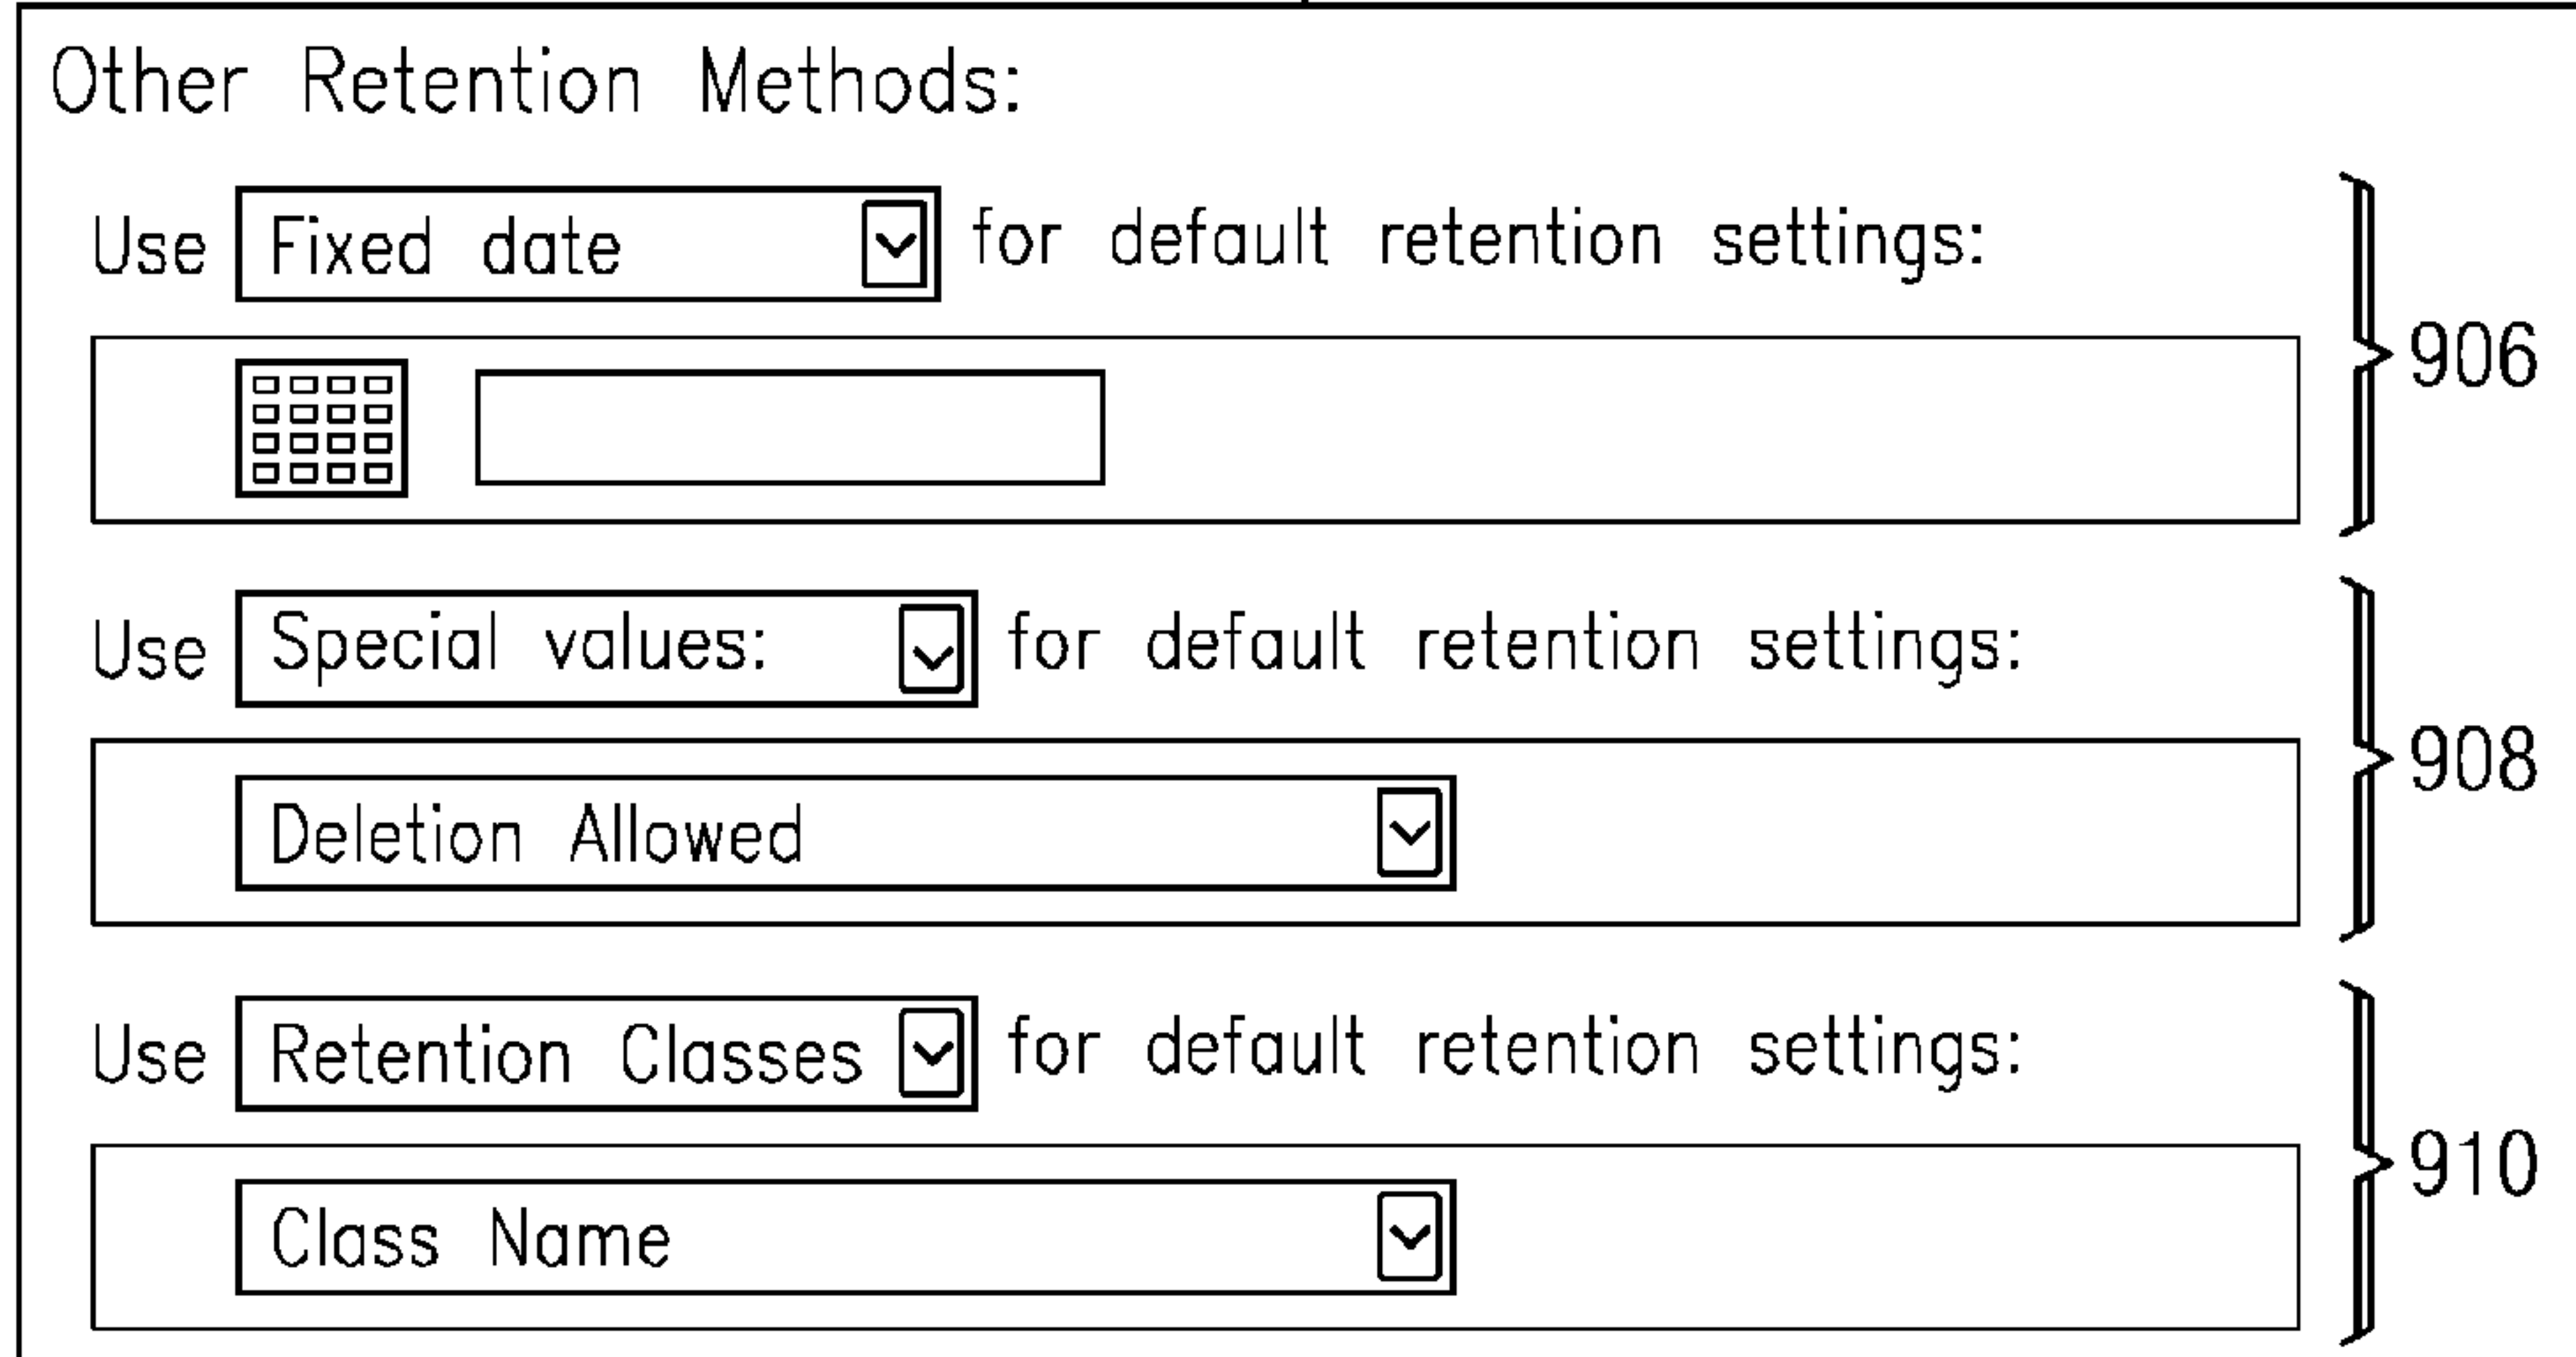 Other Retention Methods:
Use Fixed date for default retention settings:
906
Use Special values: for default retention settings:
908
Deletion Allowed
Use Retention Classes for default retention settings:
910
Class Name